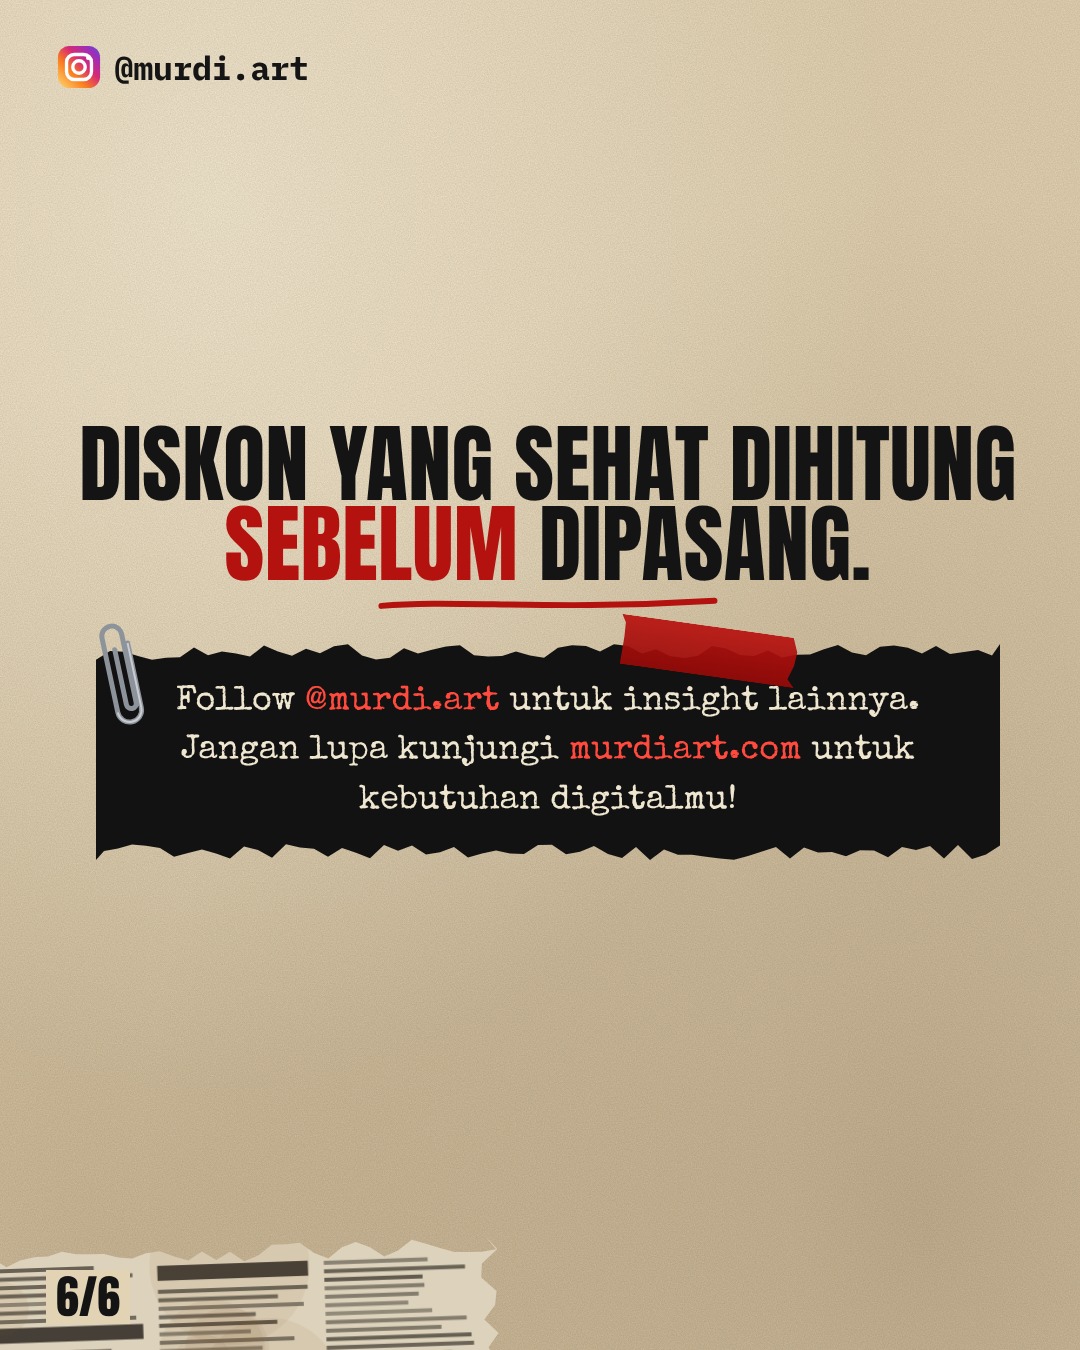 @murdi.art
DISKON YANG SEHAT DIHITUNG
SEBELUM DIPASANG.
Follow @murdi.art untuk insight lainnya.
Jangan lupa kunjungi murdiart.com untuk
kebutuhan digitalmu!
6/6